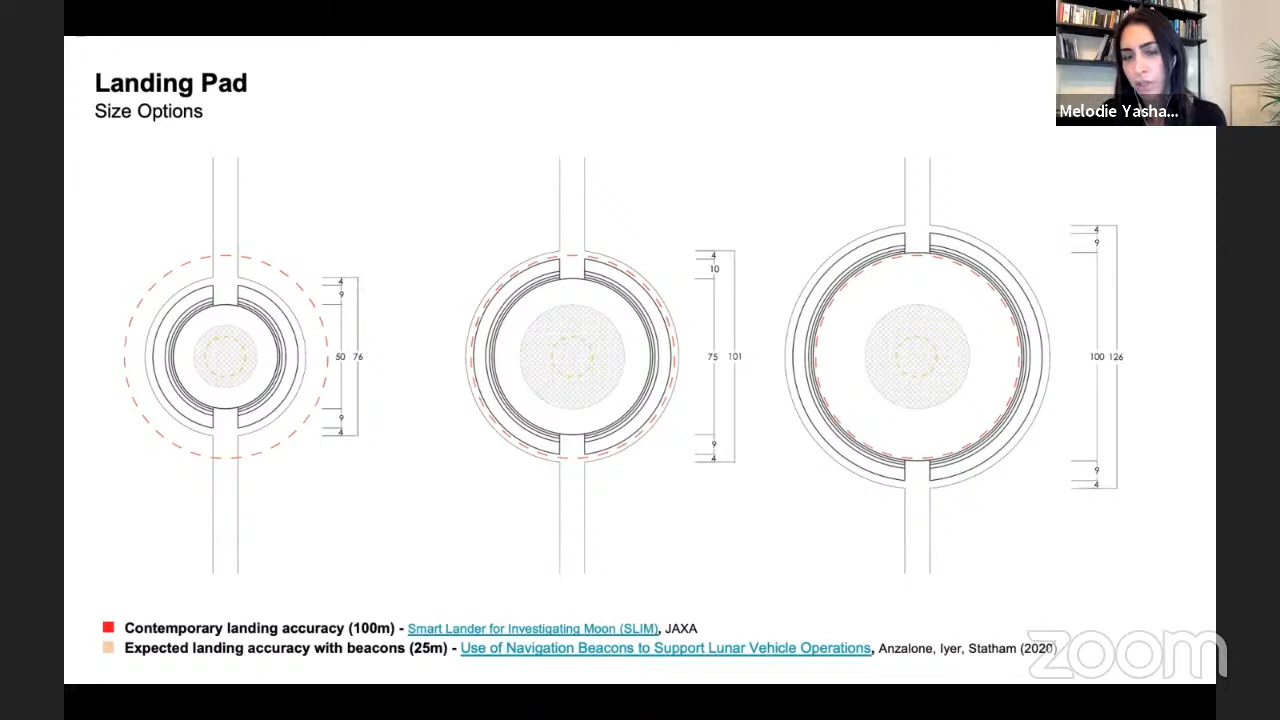 Landing Pad
Size Options
Melodie Yasha...
4
9
50 76
9
4
4
10
75 101
9
4
4
9
100 126
9
4
Contemporary landing accuracy (100m) - Smart Lander for Investigating Moon (SLIM), JAXA
Expected landing accuracy with beacons (25m) - Use of Navigation Beacons to Support Lunar Vehicle Operations, Anzalone, Iyer, Statham (2020)
zoom